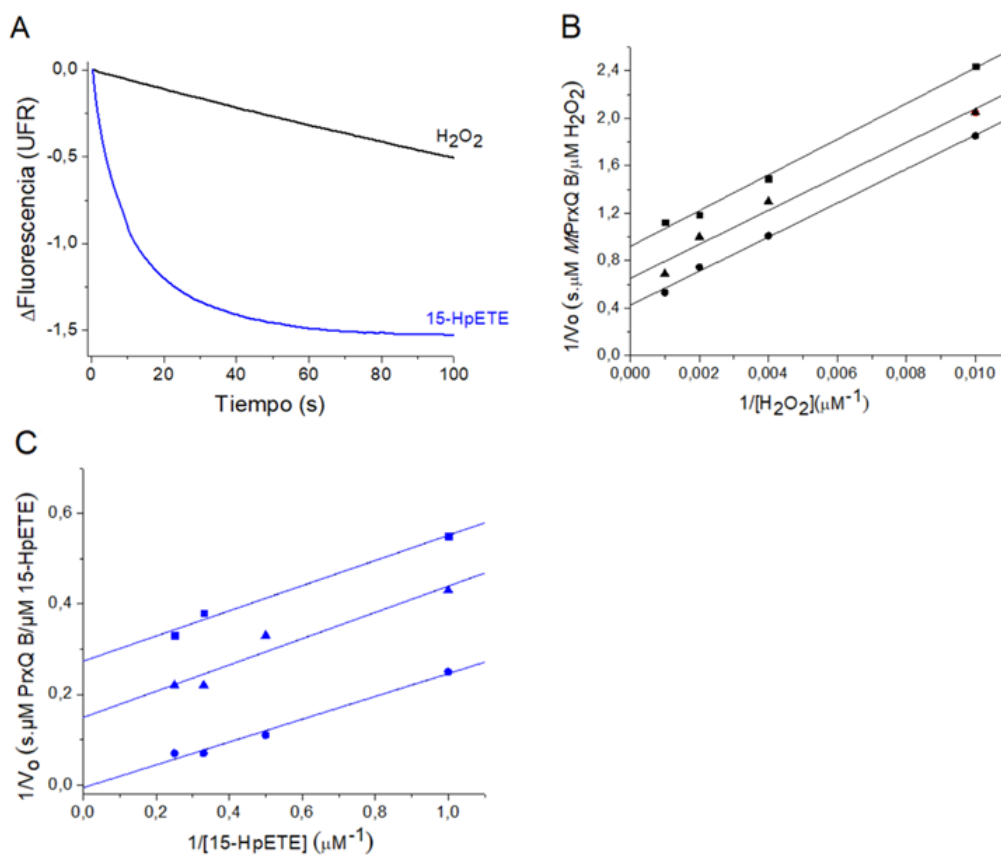 A
ΔFluorescencia (UFR)
0,0
-0,5
-1,0
-1,5
H₂O₂
15-HpETE
0 20 40 60 80 100
Tiempo (s)
B
1/Vo (s.μM MtPrxQ B/μM H₂O₂)
2,4
2,0
1,6
1,2
0,8
0,4
0,0
0,000 0,002 0,004 0,006 0,008 0,010
1/[H₂O₂](μM⁻¹)
C
1/Vo (s.μM PrxQ B/μM 15-HpETE)
0,6
0,4
0,2
0,0
0,0 0,2 0,4 0,6 0,8 1,0
1/[15-HpETE] (μM⁻¹)